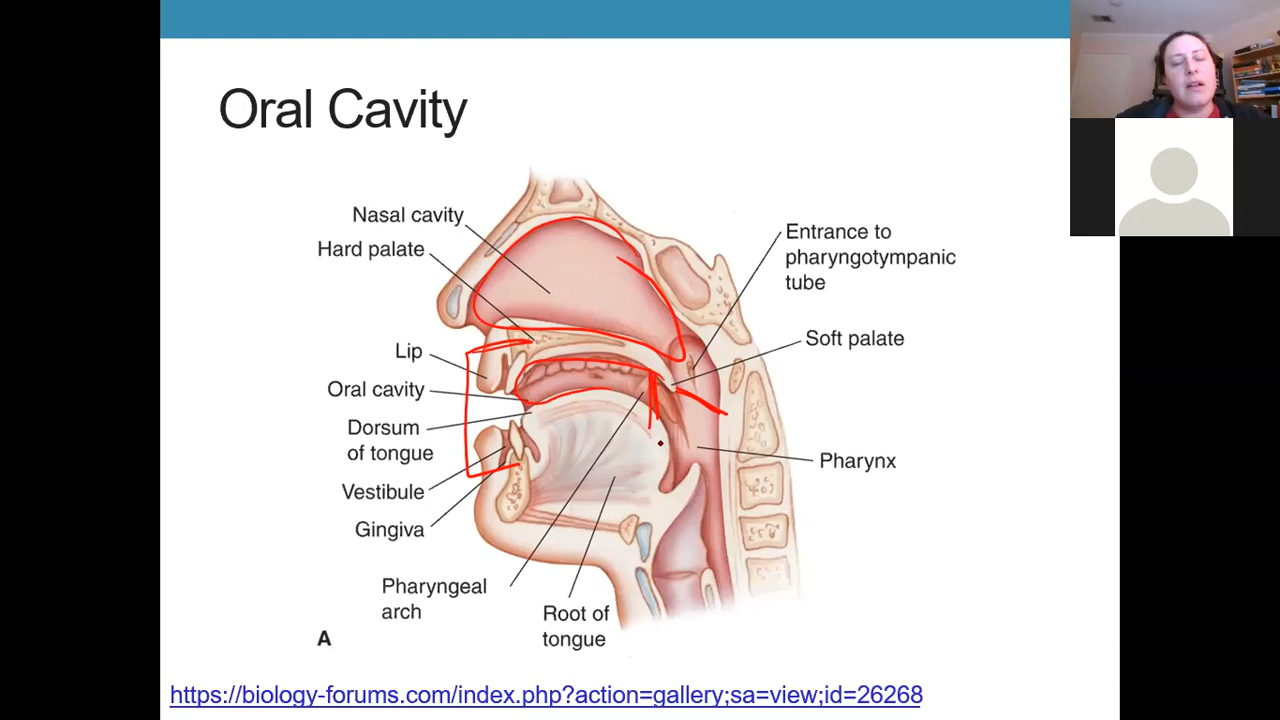 Oral Cavity
Nasal cavity
Hard palate
Lip
Oral cavity
Dorsum
of tongue
Vestibule
Gingiva
Pharyngeal
arch
Root of
tongue
Entrance to
pharyngotympanic
tube
Soft palate
Pharynx
A
https://biology-forums.com/index.php?action=gallery;sa=view;id=26268